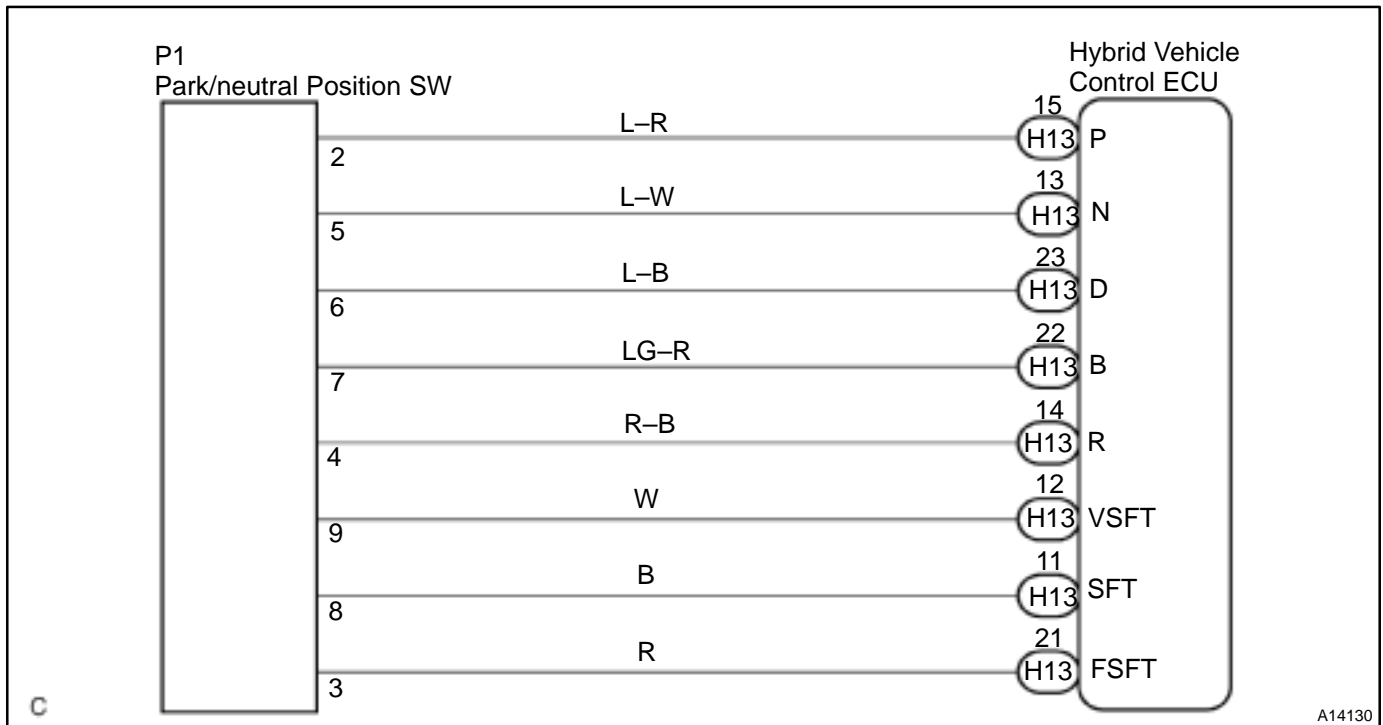 P1
Park/neutral Position SW
Hybrid Vehicle
Control ECU
2 L–R 15 H13 P
5 L–W 13 H13 N
6 L–B 23 H13 D
7 LG–R 22 H13 B
4 R–B 14 H13 R
9 W 12 H13 VSFT
8 B 11 H13 SFT
3 R 21 H13 FSFT
C
A14130